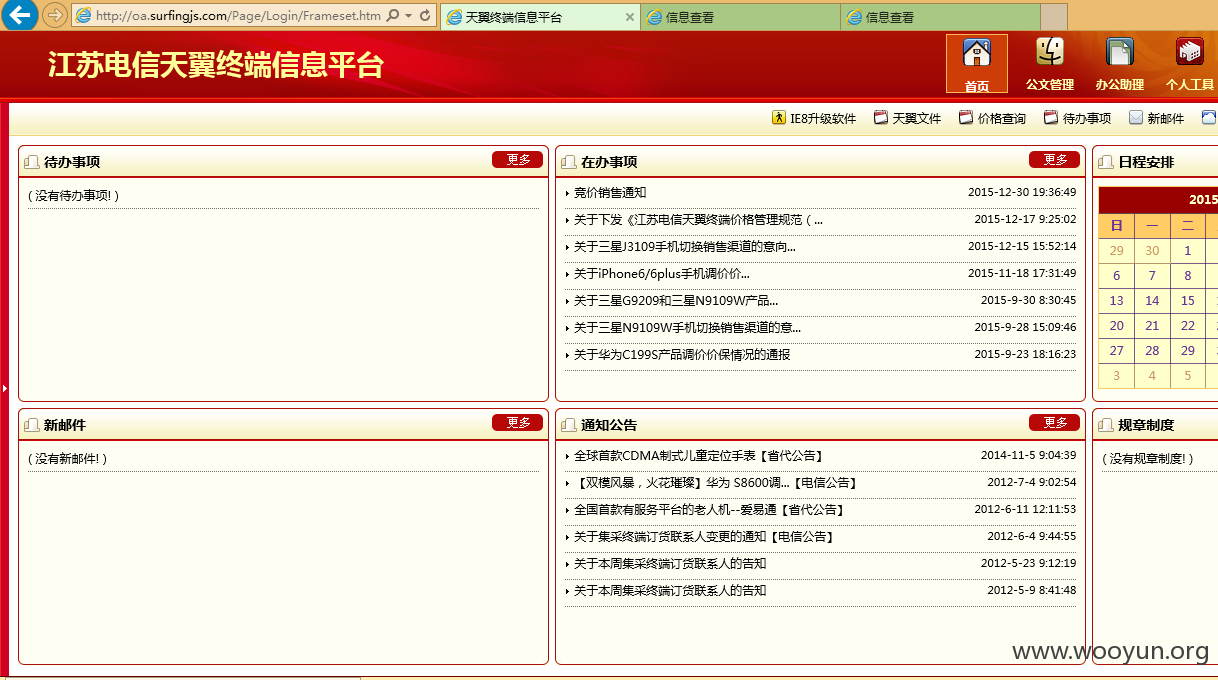 http://oa.surfingjs.com/Page/Login/Frameset.htm
天翼终端信息平台
信息查看
信息查看
江苏电信天翼终端信息平台
首页
公文管理
办公助理
个人工具
IE8升级软件
天翼文件
价格查询
待办事项
新邮件
待办事项
更多
(没有待办事项!)
在办事项
更多
竞价销售通知 2015-12-30 19:36:49
关于下发《江苏电信天翼终端价格管理规范(... 2015-12-17 9:25:02
关于三星J3109手机切换销售渠道的意向... 2015-12-15 15:52:14
关于iPhone6/6plus手机调价价... 2015-11-18 17:31:49
关于三星G9209和三星N9109W产品... 2015-9-30 8:30:45
关于三星N9109W手机切换销售渠道的意... 2015-9-28 15:09:46
关于华为C199S产品调价价保情况的通报 2015-9-23 18:16:23
日程安排
2015
日 一 二
29 30 1
6 7 8
13 14 15
20 21 22
27 28 29
3 4 5
新邮件
更多
(没有新邮件!)
通知公告
更多
全球首款CDMA制式儿童定位手表【省代公告】 2014-11-5 9:04:39
【双模风暴，火花璀璨】华为 S8600调...【电信公告】 2012-7-4 9:02:54
全国首款有服务平台的老人机--爱易通【省代公告】 2012-6-11 12:11:53
关于集采终端订货联系人变更的通知【电信公告】 2012-6-4 9:44:55
关于本周集采终端订货联系人的告知 2012-5-23 9:12:19
关于本周集采终端订货联系人的告知 2012-5-9 8:41:48
规章制度
(没有规章制度!)
www.wooyun.org